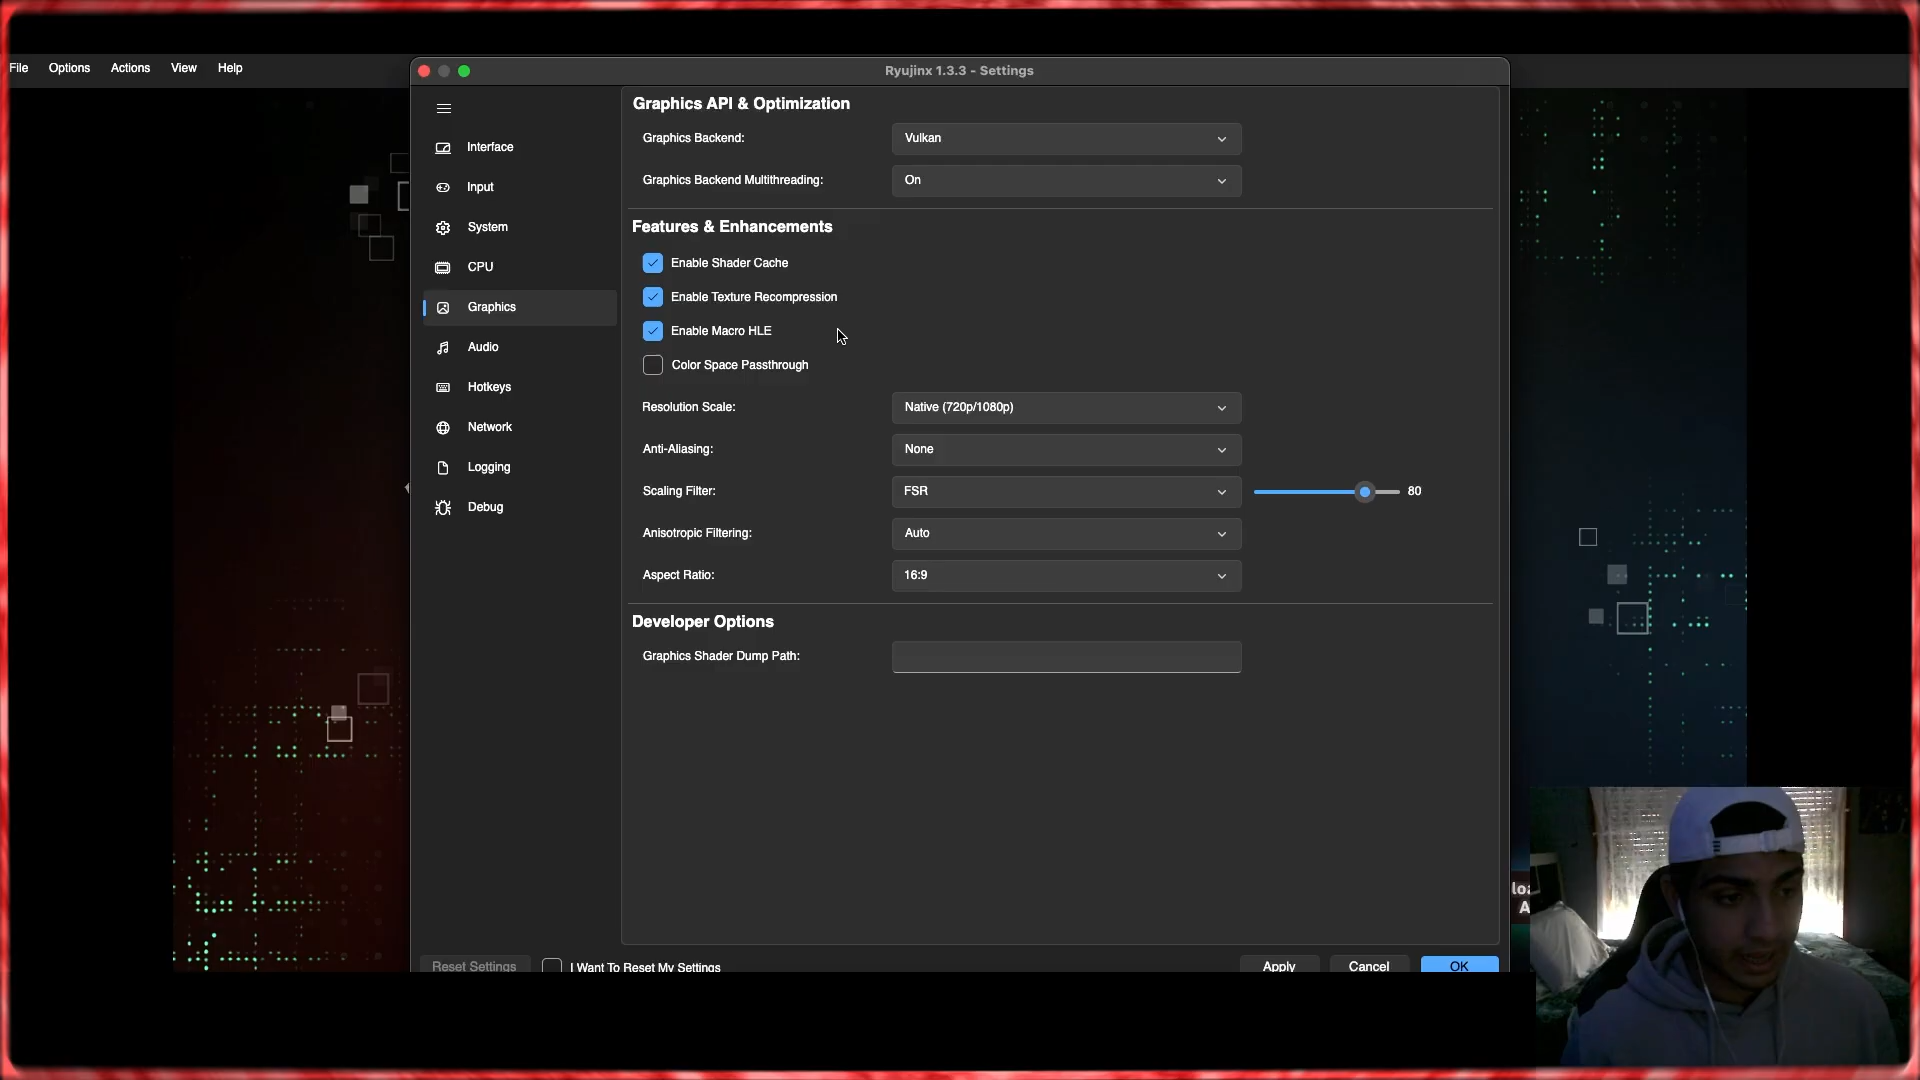 File Options Actions View Help
Ryujinx 1.3.3 - Settings
Interface
Input
System
CPU
Graphics
Audio
Hotkeys
Network
Logging
Debug
Graphics API & Optimization
Graphics Backend: Vulkan
Graphics Backend Multithreading: On
Features & Enhancements
Enable Shader Cache
Enable Texture Recompression
Enable Macro HLE
Color Space Passthrough
Resolution Scale: Native (720p/1080p)
Anti-Aliasing: None
Scaling Filter: FSR 80
Anisotropic Filtering: Auto
Aspect Ratio: 16:9
Developer Options
Graphics Shader Dump Path:
Reset Settings I Want To Reset My Settings Apply Cancel OK